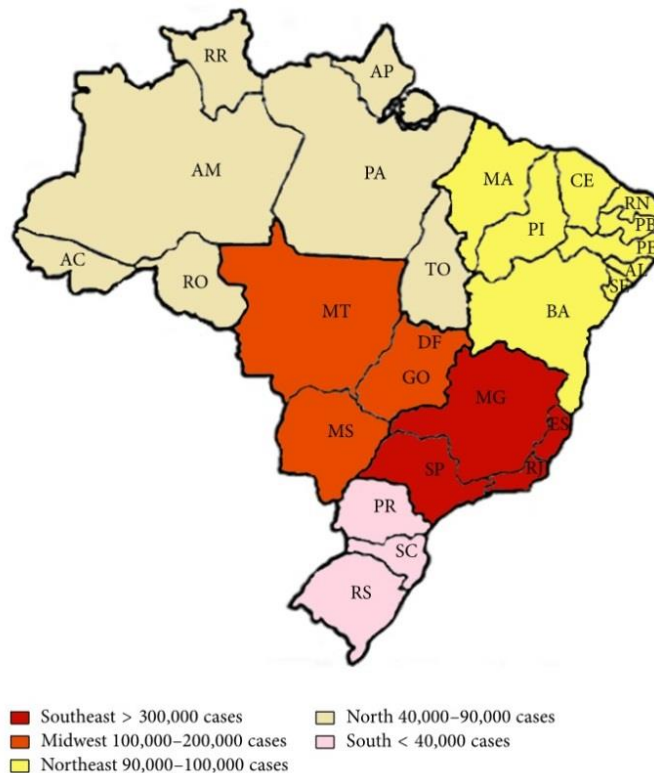 RR
AP
AM
PA
MA
CE
RN
PB
PI
PE
AC
TO
AL
RO
SE
MT
BA
DF
GO
MG
MS
ES
SP
RJ
PR
SC
RS
Southeast > 300,000 cases
Midwest 100,000–200,000 cases
Northeast 90,000–100,000 cases
North 40,000–90,000 cases
South < 40,000 cases